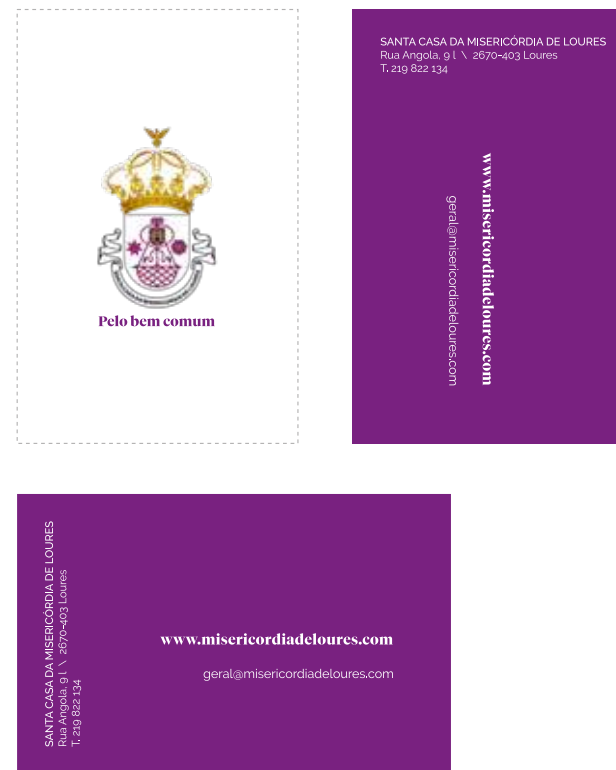 Pelo bem comum
SANTA CASA DA MISERICÓRDIA DE LOURES
Rua Angola, 9 l \ 2670-403 Loures
T. 219 822 134
www.misericordiadeloures.com
geral@misericordiadeloures.com
SANTA CASA DA MISERICÓRDIA DE LOURES
Rua Angola, 9 l \ 2670-403 Loures
T. 219 822 134
www.misericordiadeloures.com
geral@misericordiadeloures.com